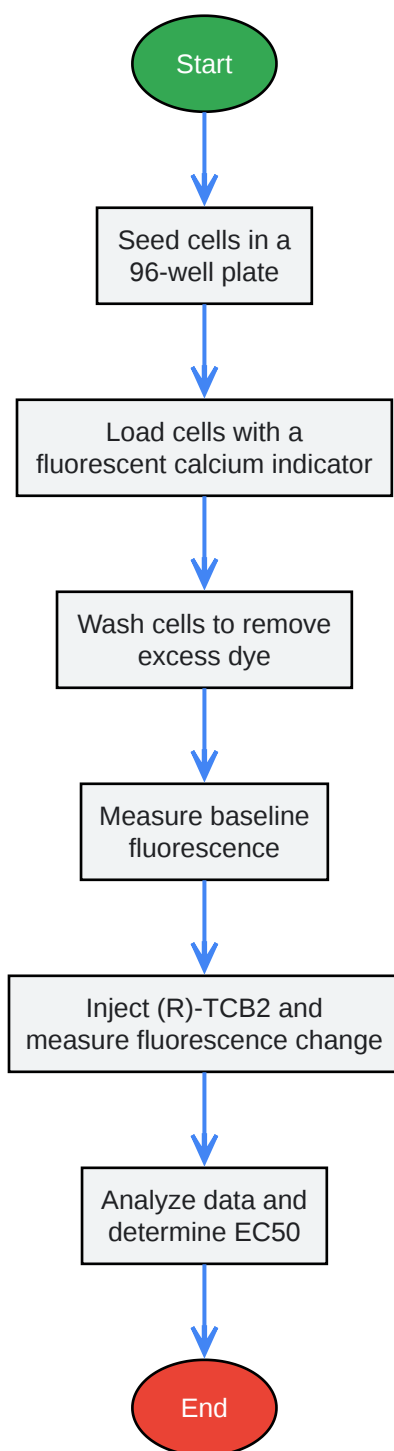 Start
Seed cells in a
96-well plate
Load cells with a
fluorescent calcium indicator
Wash cells to remove
excess dye
Measure baseline
fluorescence
Inject (R)-TCB2 and
measure fluorescence change
Analyze data and
determine EC50
End